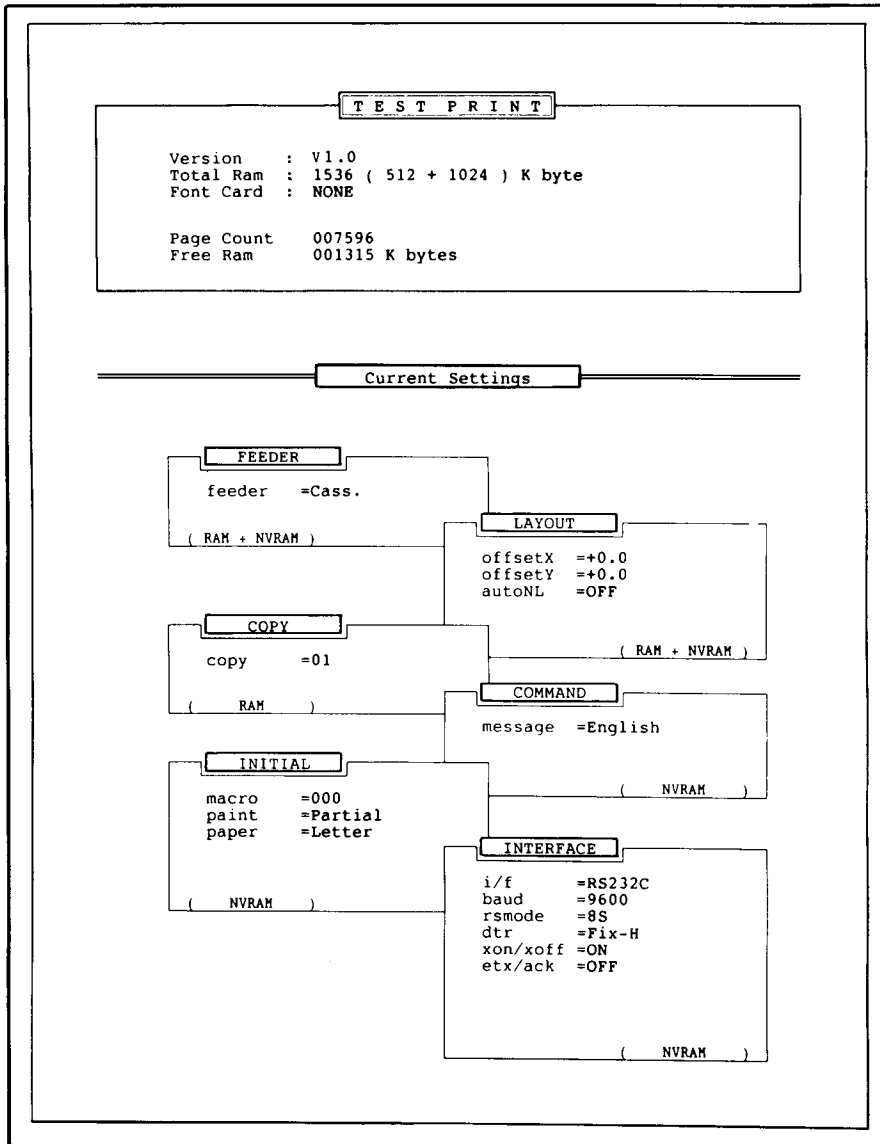 TEST PRINT
Version : V1.0
Total Ram : 1536 ( 512 + 1024 ) K byte
Font Card : NONE
Page Count 007596
Free Ram 001315 K bytes
Current Settings
FEEDER
feeder =Cass.
( RAM + NVRAM )
LAYOUT
offsetX =+0.0
offsetY =+0.0
autoNL =OFF
( RAM + NVRAM )
COPY
copy =01
( RAM )
COMMAND
message =English
( NVRAM )
INITIAL
macro =000
paint =Partial
paper =Letter
( NVRAM )
INTERFACE
i/f =RS232C
baud =9600
rsmode =8S
dtr =Fix-H
xon/xoff =ON
etx/ack =OFF
( NVRAM )